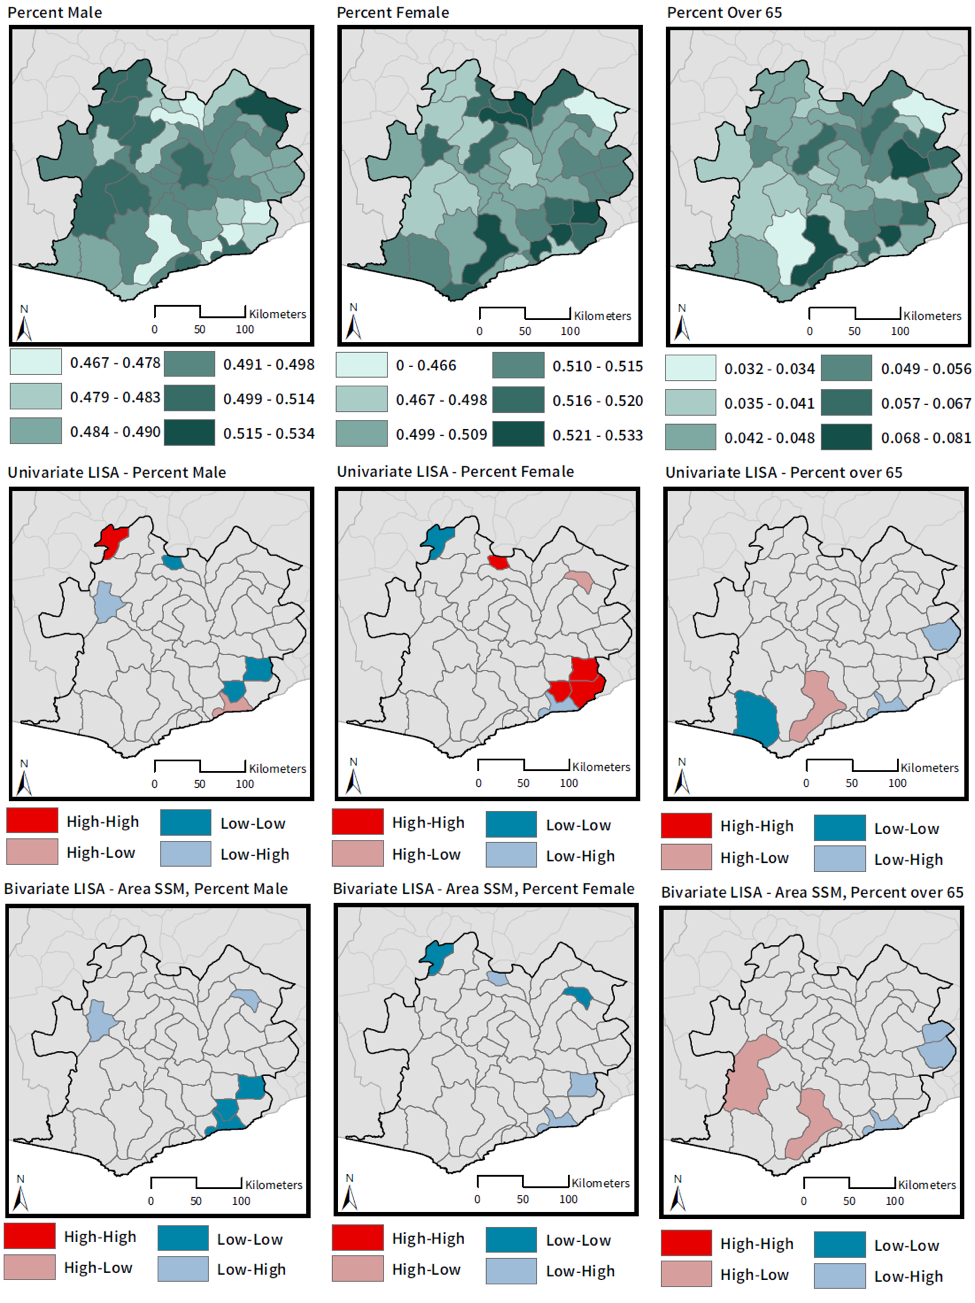 Percent Male
Percent Female
Percent Over 65
N
Kilometers
0 50 100
N
Kilometers
0 50 100
N
Kilometers
0 50 100
0.467 - 0.478
0.491 - 0.498
0.479 - 0.483
0.499 - 0.514
0.484 - 0.490
0.515 - 0.534
0 - 0.466
0.510 - 0.515
0.467 - 0.498
0.516 - 0.520
0.499 - 0.509
0.521 - 0.533
0.032 - 0.034
0.049 - 0.056
0.035 - 0.041
0.057 - 0.067
0.042 - 0.048
0.068 - 0.081
Univariate LISA - Percent Male
Univariate LISA - Percent Female
Univariate LISA - Percent over 65
N
Kilometers
0 50 100
N
Kilometers
0 50 100
N
Kilometers
0 50 100
High-High
Low-Low
High-Low
Low-High
High-High
Low-Low
High-Low
Low-High
High-High
Low-Low
High-Low
Low-High
Bivariate LISA - Area SSM, Percent Male
Bivariate LISA - Area SSM, Percent Female
Bivariate LISA - Area SSM, Percent over 65
N
Kilometers
0 50 100
N
Kilometers
0 50 100
N
Kilometers
0 50 100
High-High
Low-Low
High-Low
Low-High
High-High
Low-Low
High-Low
Low-High
High-High
Low-Low
High-Low
Low-High